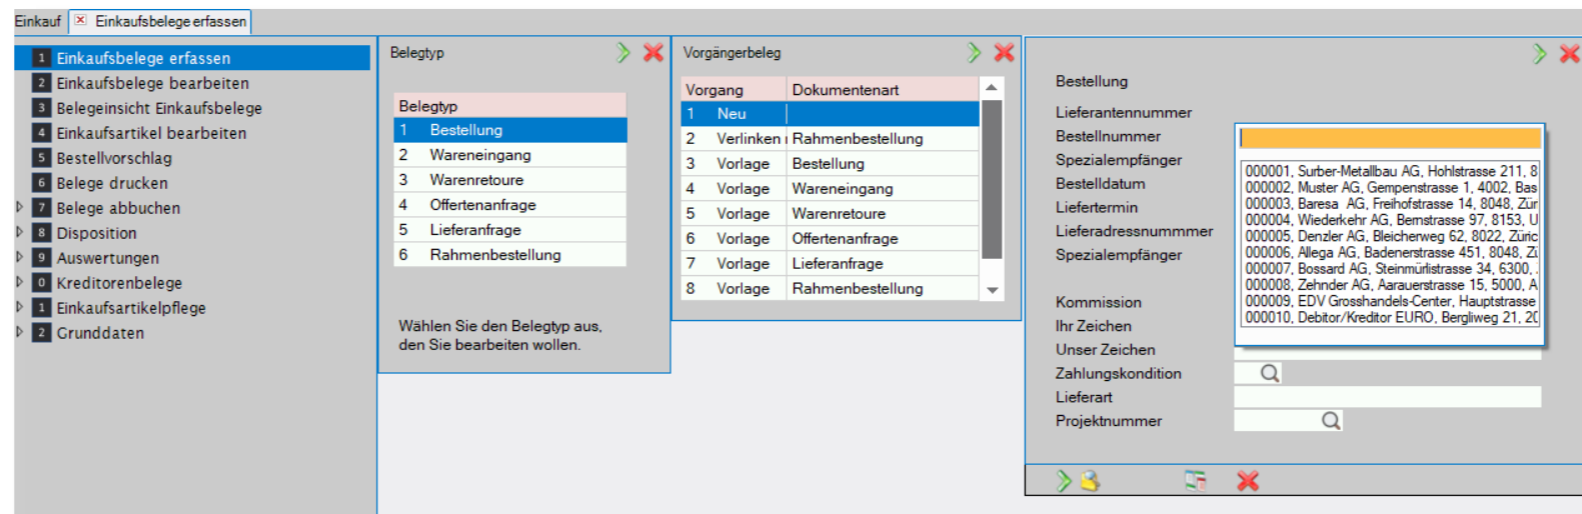 Einkauf Einkaufsbelege erfassen
1 Einkaufsbelege erfassen
2 Einkaufsbelege bearbeiten
3 Belegeinsicht Einkaufsbelege
4 Einkaufsartikel bearbeiten
5 Bestellvorschlag
6 Belege drucken
7 Belege abbuchen
8 Disposition
9 Auswertungen
0 Kreditorenbelege
1 Einkaufsartikelpflege
2 Grunddaten
Belegtyp
Belegtyp
1 Bestellung
2 Wareneingang
3 Warenretoure
4 Offertenanfrage
5 Lieferanfrage
6 Rahmenbestellung
Wählen Sie den Belegtyp aus,
den Sie bearbeiten wollen.
Vorgängerbeleg
Vorgang Dokumentenart
1 Neu
2 Verlinken Rahmenbestellung
3 Vorlage Bestellung
4 Vorlage Wareneingang
5 Vorlage Warenretoure
6 Vorlage Offertenanfrage
7 Vorlage Lieferanfrage
8 Vorlage Rahmenbestellung
Bestellung
Lieferantennummer
Bestellnummer
Spezialempfänger
Bestelldatum
Liefertermin
Lieferadressnummmer
Spezialempfänger
Kommission
Ihr Zeichen
Unser Zeichen
Zahlungskondition
Lieferart
Projektnummer
000001, Surber-Metallbau AG, Hohlstrasse 211, 8
000002, Muster AG, Gempenstrasse 1, 4002, Bas
000003, Baresa AG, Freihofstrasse 14, 8048, Zür
000004, Wiederkehr AG, Bernstrasse 97, 8153, U
000005, Denzler AG, Bleicherweg 62, 8022, Züric
000006, Allega AG, Badenerstrasse 451, 8048, Zü
000007, Bossard AG, Steinmürlistrasse 34, 6300,
000008, Zehnder AG, Aarauerstrasse 15, 5000, A
000009, EDV Grosshandels-Center, Hauptstrasse
000010, Debitor/Kreditor EURO, Bergliweg 21, 20